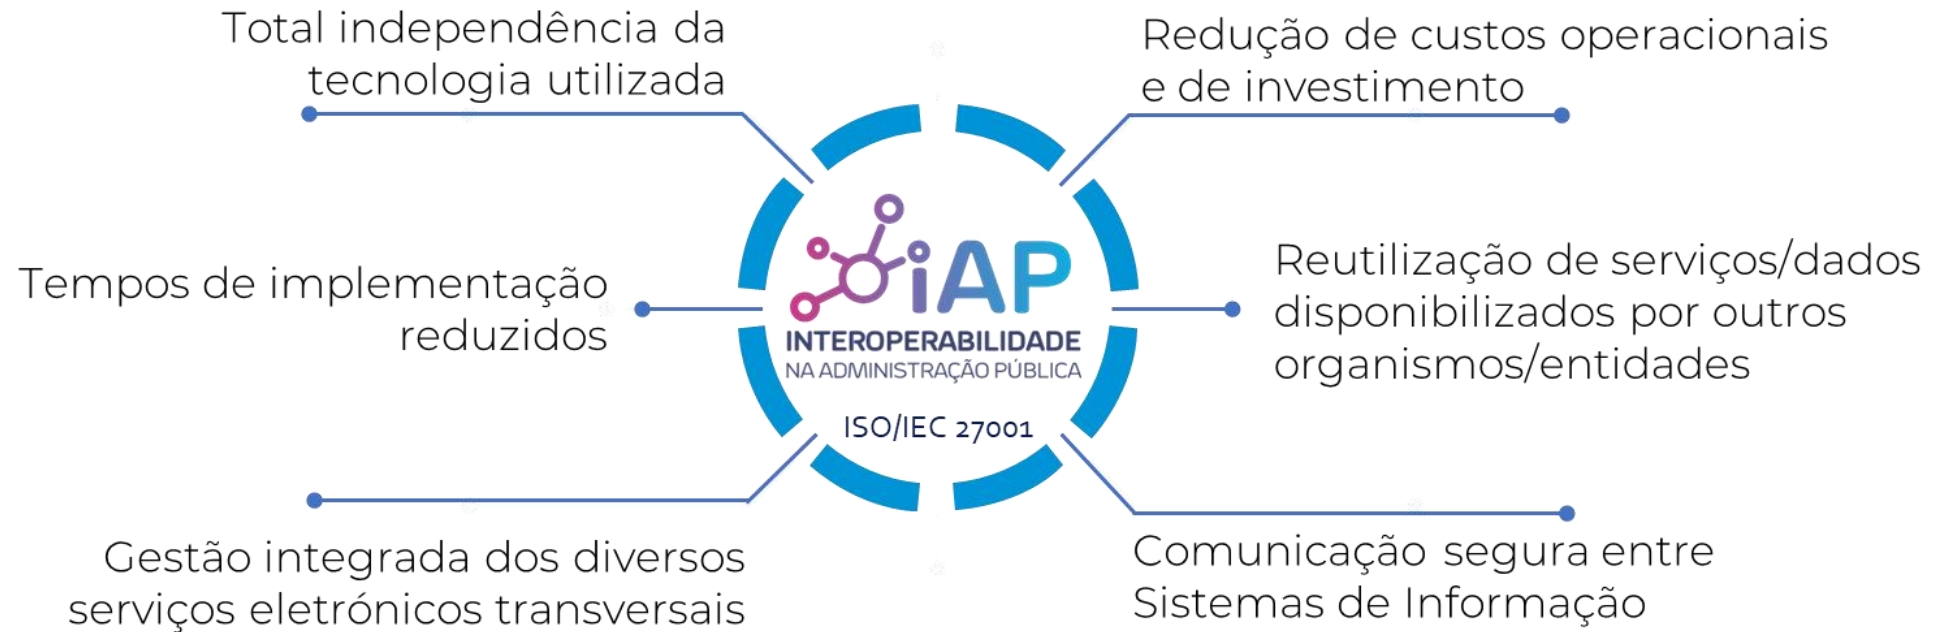 Total independência da
tecnologia utilizada
Redução de custos operacionais
e de investimento
Tempos de implementação
reduzidos
iAP
INTEROPERABILIDADE
NA ADMINISTRAÇÃO PÚBLICA
ISO/IEC 27001
Reutilização de serviços/dados
disponibilizados por outros
organismos/entidades
Gestão integrada dos diversos
serviços eletrónicos transversais
Comunicação segura entre
Sistemas de Informação